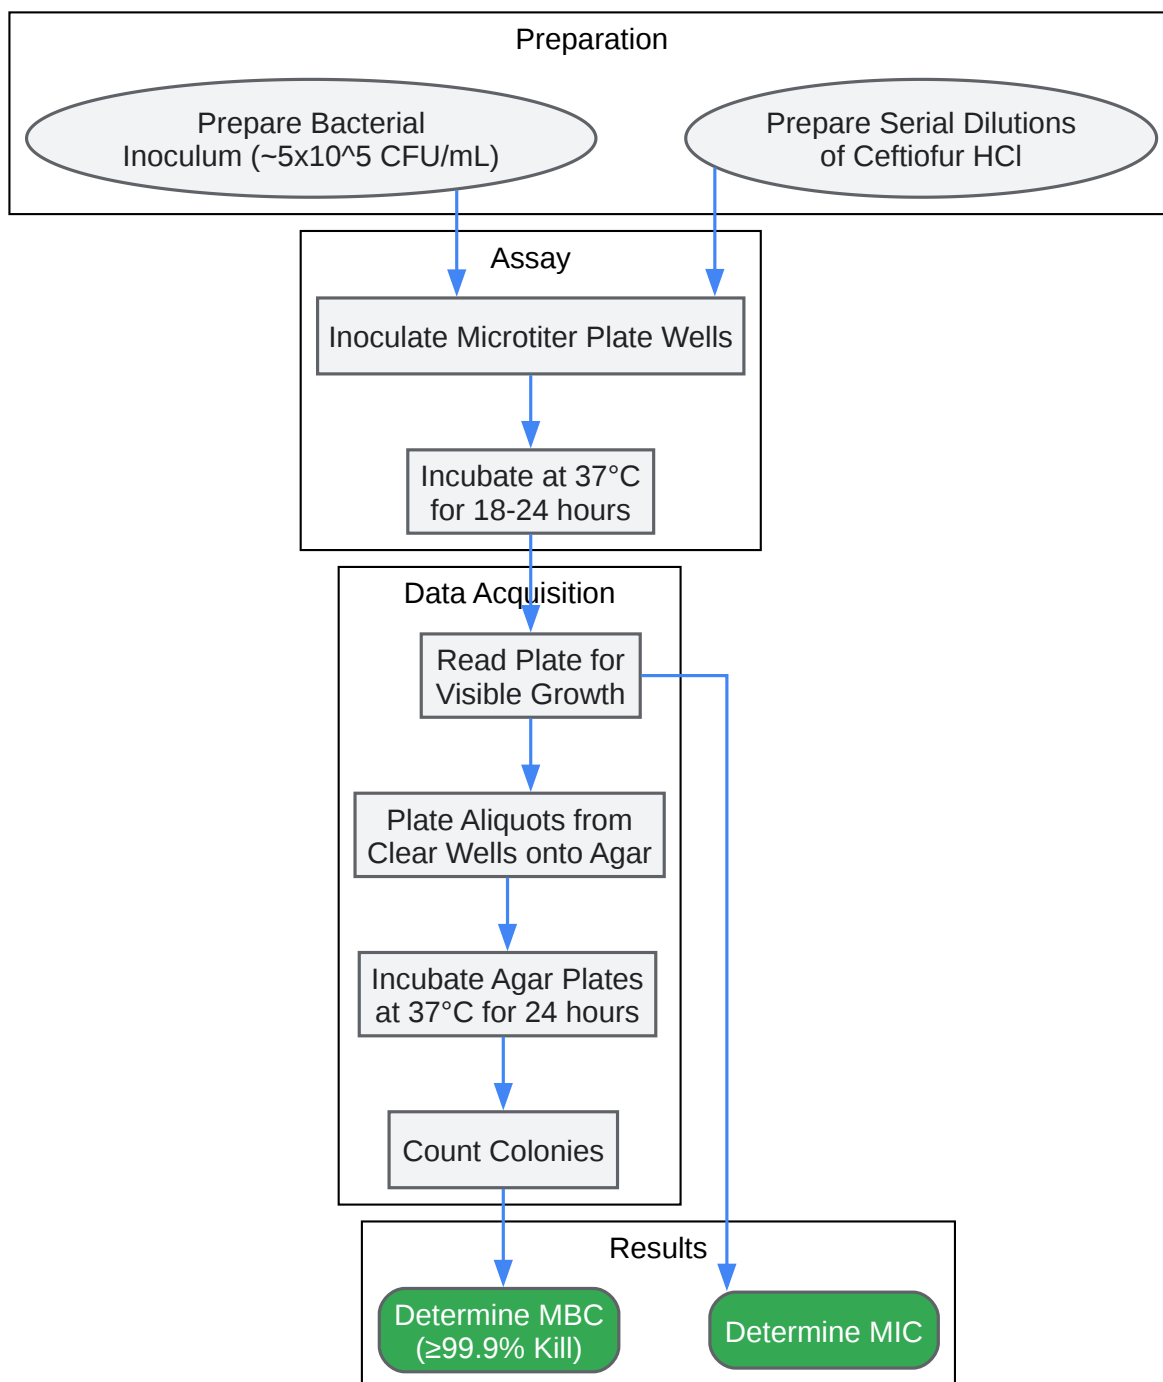 Preparation
Prepare Bacterial
Inoculum (~5x10^5 CFU/mL)
Prepare Serial Dilutions
of Ceftiofur HCl
Assay
Inoculate Microtiter Plate Wells
Incubate at 37°C
for 18-24 hours
Data Acquisition
Read Plate for
Visible Growth
Plate Aliquots from
Clear Wells onto Agar
Incubate Agar Plates
at 37°C for 24 hours
Count Colonies
Results
Determine MBC
(≥99.9% Kill)
Determine MIC